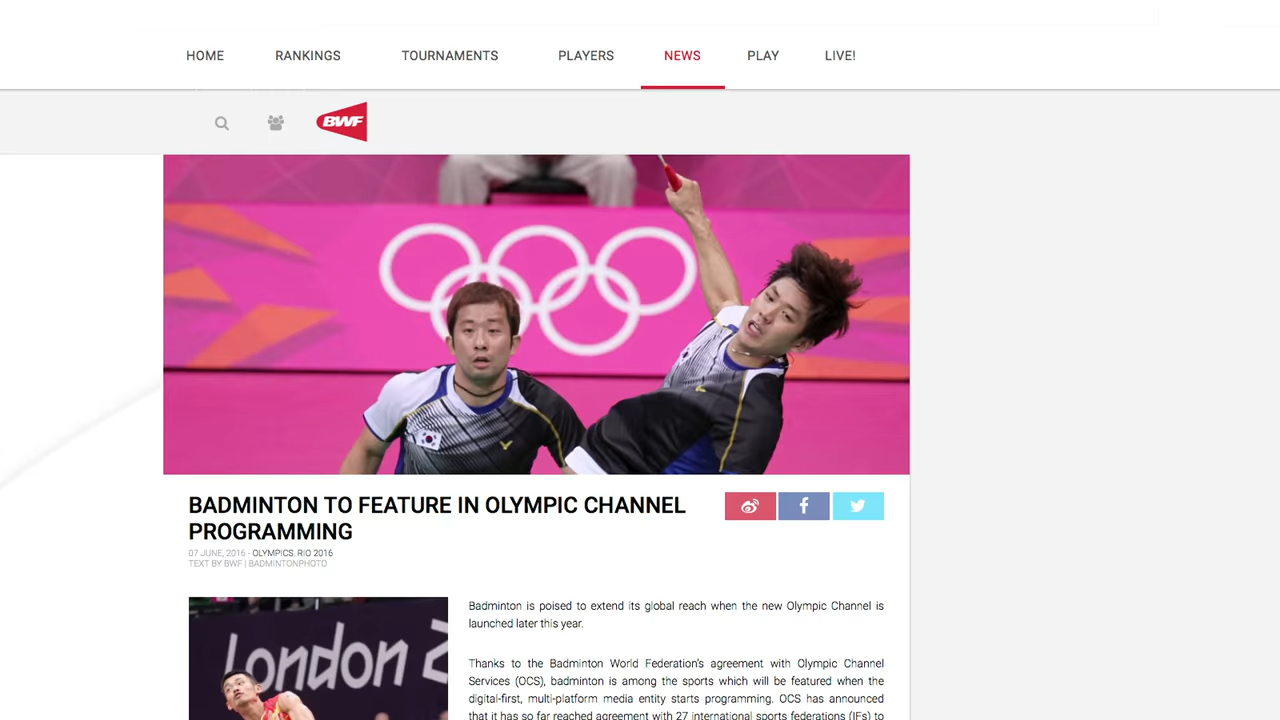 HOME RANKINGS TOURNAMENTS PLAYERS NEWS PLAY LIVE!
BWF
BADMINTON TO FEATURE IN OLYMPIC CHANNEL
PROGRAMMING
07 JUNE, 2016 - OLYMPICS, RIO 2016
TEXT BY BWF | BADMINTONPHOTO
London 2
Badminton is poised to extend its global reach when the new Olympic Channel is
launched later this year.
Thanks to the Badminton World Federation's agreement with Olympic Channel
Services (OCS), badminton is among the sports which will be featured when the
digital-first, multi-platform media entity starts programming. OCS has announced
that it has so far reached agreement with 27 international sports federations (IFs) to